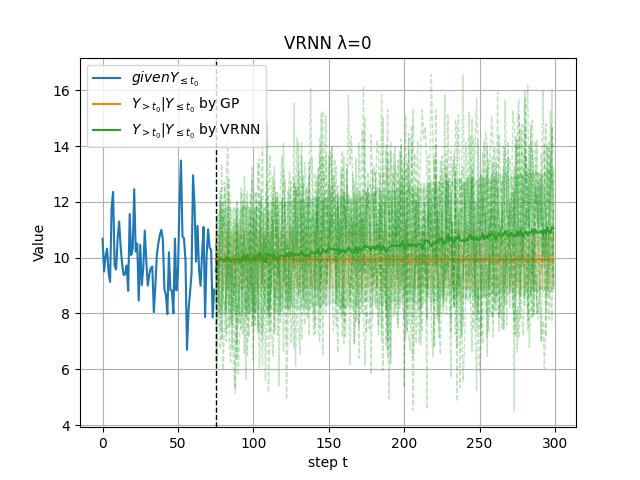 VRNN λ=0
given Y≤t₀
Y>t₀|Y≤t₀ by GP
Y>t₀|Y≤t₀ by VRNN
Value
16
14
12
10
8
6
4
0 50 100 150 200 250 300
step t